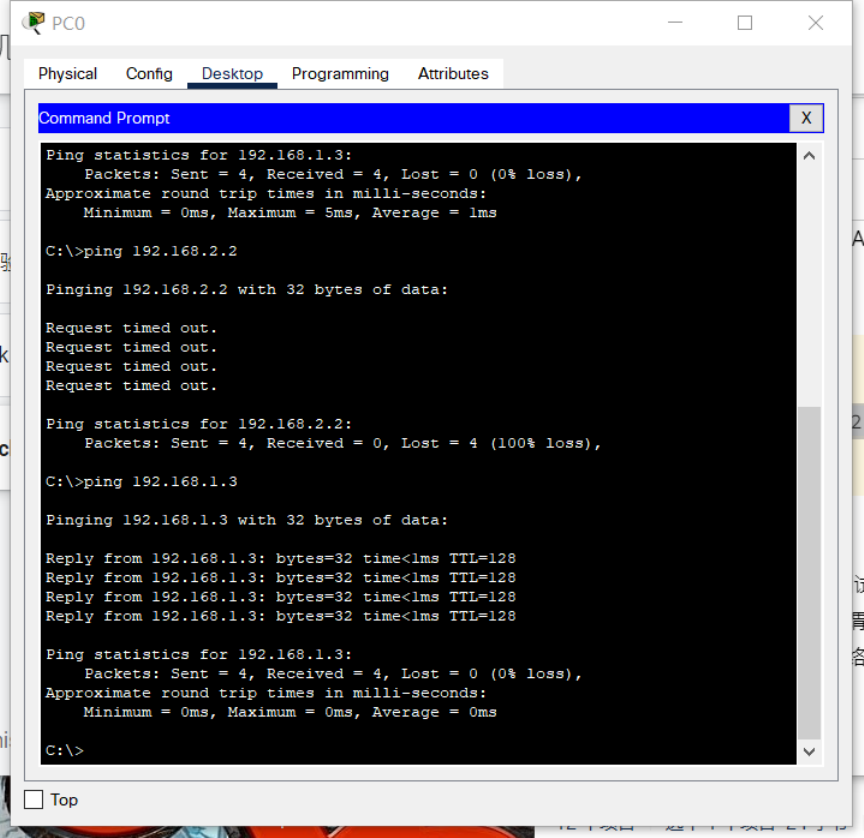 PC0
Physical Config Desktop Programming Attributes
Command Prompt X
Ping statistics for 192.168.1.3:
Packets: Sent = 4, Received = 4, Lost = 0 (0% loss),
Approximate round trip times in milli-seconds:
Minimum = 0ms, Maximum = 5ms, Average = 1ms
C:\>ping 192.168.2.2
Pinging 192.168.2.2 with 32 bytes of data:
Request timed out.
Request timed out.
Request timed out.
Request timed out.
Ping statistics for 192.168.2.2:
Packets: Sent = 4, Received = 0, Lost = 4 (100% loss),
C:\>ping 192.168.1.3
Pinging 192.168.1.3 with 32 bytes of data:
Reply from 192.168.1.3: bytes=32 time<1ms TTL=128
Reply from 192.168.1.3: bytes=32 time<1ms TTL=128
Reply from 192.168.1.3: bytes=32 time<1ms TTL=128
Reply from 192.168.1.3: bytes=32 time<1ms TTL=128
Ping statistics for 192.168.1.3:
Packets: Sent = 4, Received = 4, Lost = 0 (0% loss),
Approximate round trip times in milli-seconds:
Minimum = 0ms, Maximum = 0ms, Average = 0ms
C:\>
Top